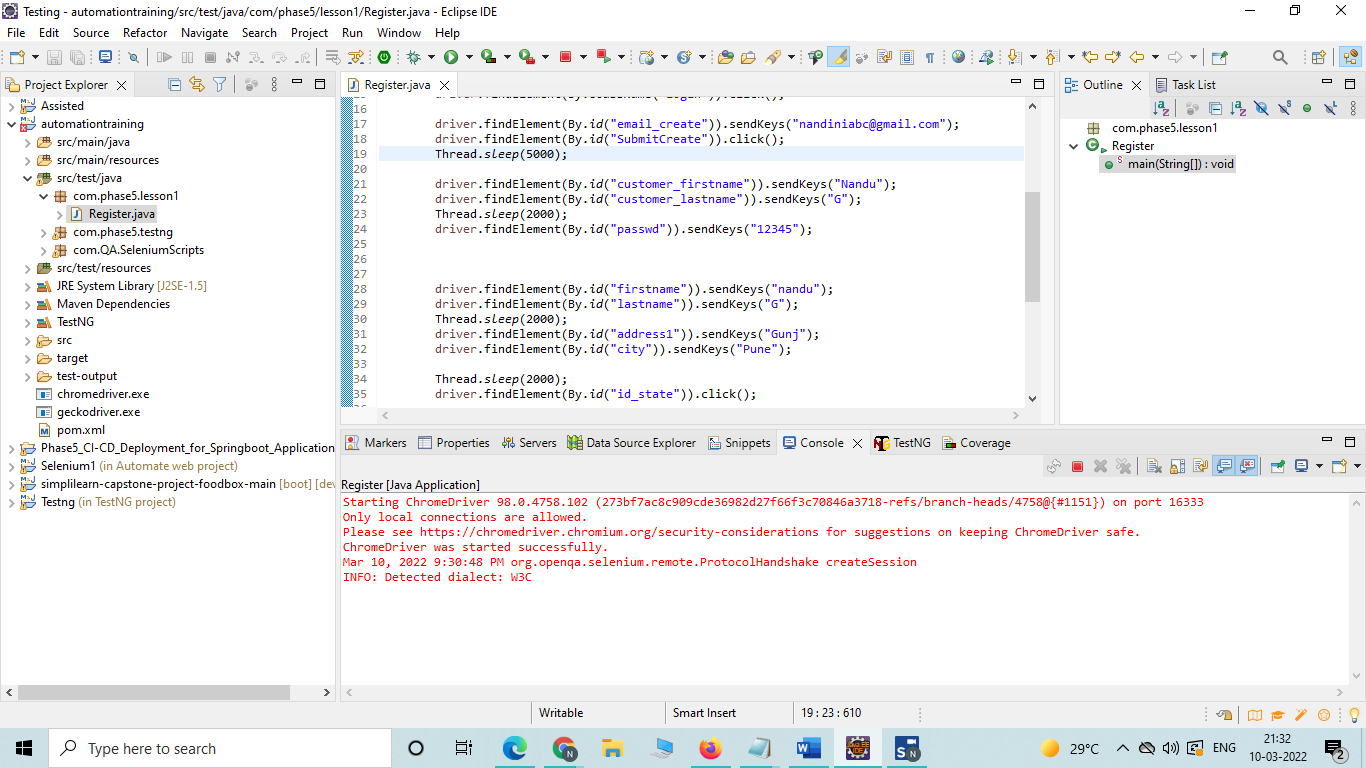 Testing - automationtraining/src/test/java/com/phase5/lesson1/Register.java - Eclipse IDE
File Edit Source Refactor Navigate Search Project Run Window Help
Project Explorer
Assisted
automationtraining
src/main/java
src/main/resources
src/test/java
com.phase5.lesson1
Register.java
com.phase5.testng
com.QA.SeleniumScripts
src/test/resources
JRE System Library [J2SE-1.5]
Maven Dependencies
TestNG
src
target
test-output
chromedriver.exe
geckodriver.exe
pom.xml
Phase5_CI-CD_Deployment_for_Springboot_Application
Selenium1 (in Automate web project)
simplilearn-capstone-project-foodbox-main [boot] [dev
Testng (in TestNG project)
Register.java
16
17 driver.findElement(By.id("email_create")).sendKeys("nandiniabc@gmail.com");
18 driver.findElement(By.id("SubmitCreate")).click();
19 Thread.sleep(5000);
20
21 driver.findElement(By.id("customer_firstname")).sendKeys("Nandu");
22 driver.findElement(By.id("customer_lastname")).sendKeys("G");
23 Thread.sleep(2000);
24 driver.findElement(By.id("passwd")).sendKeys("12345");
25
26
27
28 driver.findElement(By.id("firstname")).sendKeys("nandu");
29 driver.findElement(By.id("lastname")).sendKeys("G");
30 Thread.sleep(2000);
31 driver.findElement(By.id("address1")).sendKeys("Gunj");
32 driver.findElement(By.id("city")).sendKeys("Pune");
33
34 Thread.sleep(2000);
35 driver.findElement(By.id("id_state")).click();
Outline Task List
com.phase5.lesson1
Register
main(String[]) : void
Markers Properties Servers Data Source Explorer Snippets Console TestNG Coverage
Register [Java Application]
Starting ChromeDriver 98.0.4758.102 (273bf7ac8c909cde36982d27f66f3c70846a3718-refs/branch-heads/4758@{#1151}) on port 16333
Only local connections are allowed.
Please see https://chromedriver.chromium.org/security-considerations for suggestions on keeping ChromeDriver safe.
ChromeDriver was started successfully.
Mar 10, 2022 9:30:48 PM org.openqa.selenium.remote.ProtocolHandshake createSession
INFO: Detected dialect: W3C
Writable Smart Insert 19 : 23 : 610
Type here to search
29°C ENG 21:32
10-03-2022
2